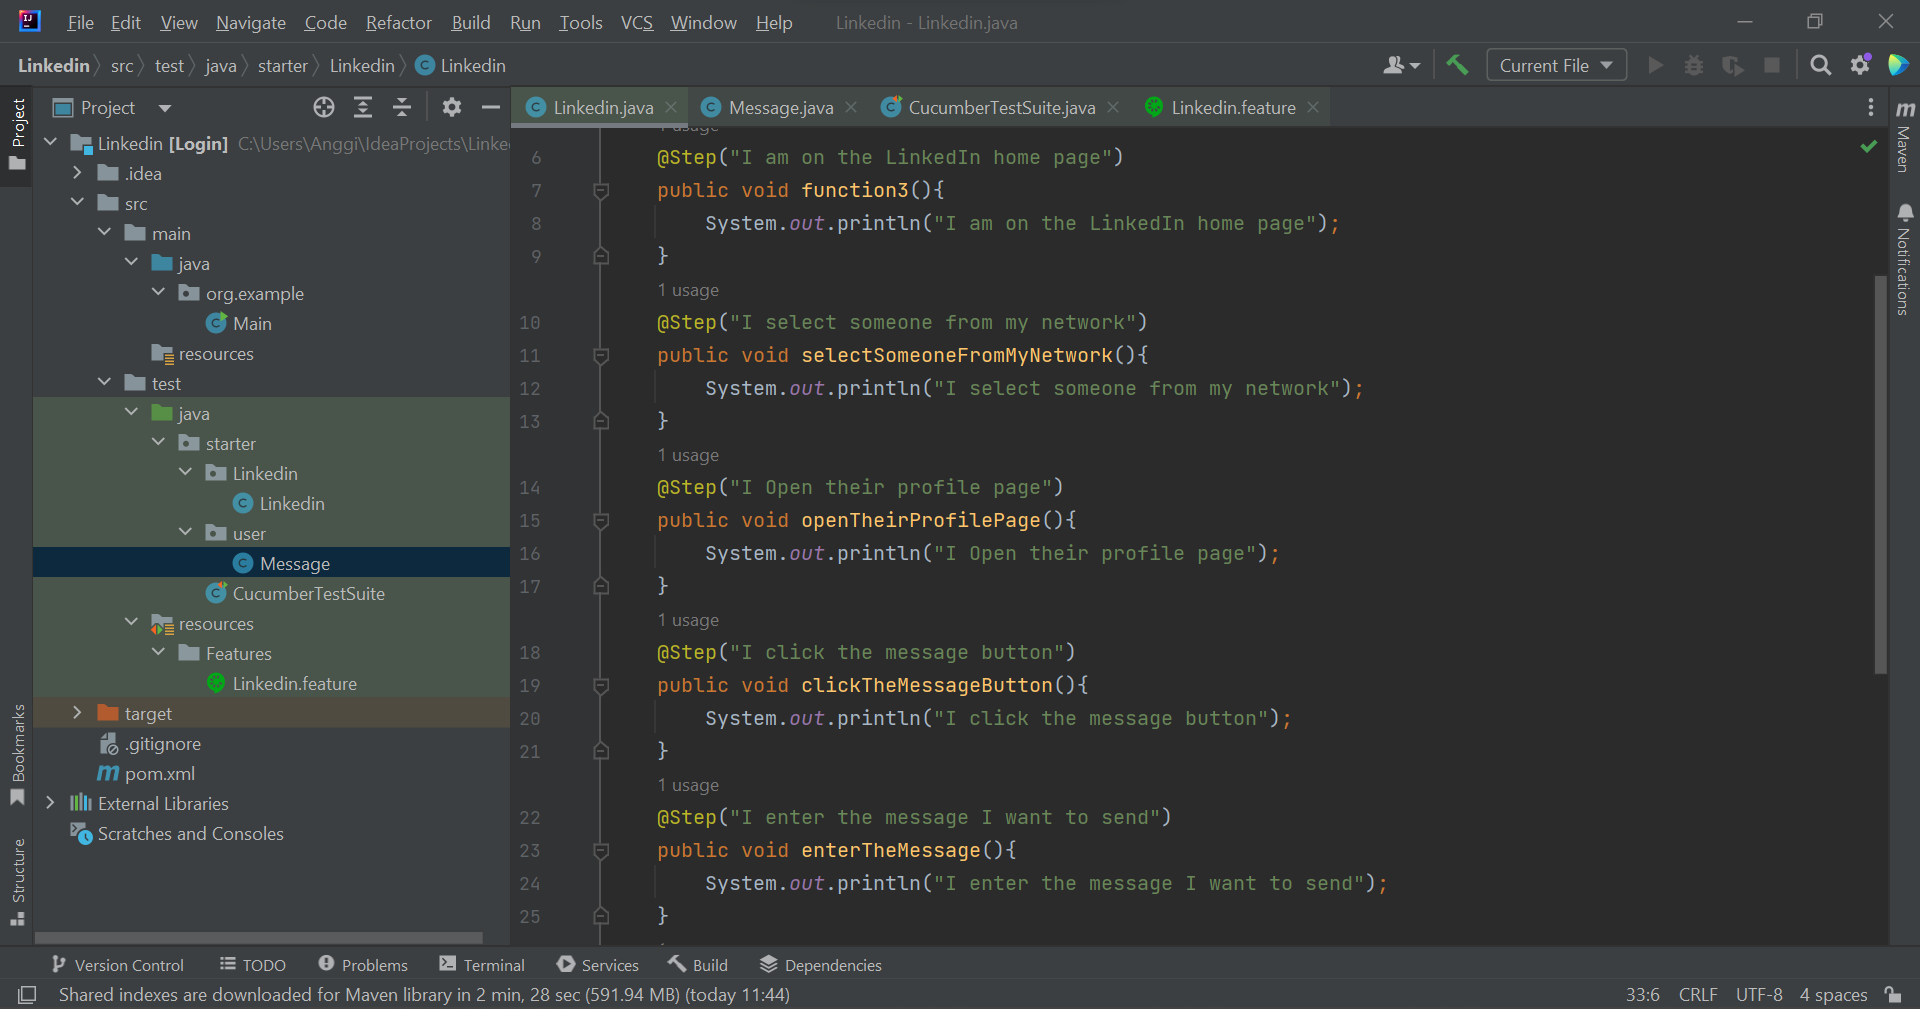 File Edit View Navigate Code Refactor Build Run Tools VCS Window Help Linkedin - Linkedin.java
Linkedin src test java starter Linkedin Linkedin Current File
Project
Linkedin.java Message.java CucumberTestSuite.java Linkedin.feature
Project
Bookmarks
Structure
Linkedin [Login] C:\Users\Anggi\IdeaProjects\Linke
.idea
src
main
java
org.example
Main
resources
test
java
starter
Linkedin
Linkedin
user
Message
CucumberTestSuite
resources
Features
Linkedin.feature
target
.gitignore
pom.xml
External Libraries
Scratches and Consoles
1 usage
6 @Step("I am on the LinkedIn home page")
7 public void function3(){
8 System.out.println("I am on the LinkedIn home page");
9 }
1 usage
10 @Step("I select someone from my network")
11 public void selectSomeoneFromMyNetwork(){
12 System.out.println("I select someone from my network");
13 }
1 usage
14 @Step("I Open their profile page")
15 public void openTheirProfilePage(){
16 System.out.println("I Open their profile page");
17 }
1 usage
18 @Step("I click the message button")
19 public void clickTheMessageButton(){
20 System.out.println("I click the message button");
21 }
1 usage
22 @Step("I enter the message I want to send")
23 public void enterTheMessage(){
24 System.out.println("I enter the message I want to send");
25 }
Maven
Notifications
Version Control TODO Problems Terminal Services Build Dependencies
Shared indexes are downloaded for Maven library in 2 min, 28 sec (591.94 MB) (today 11:44) 33:6 CRLF UTF-8 4 spaces